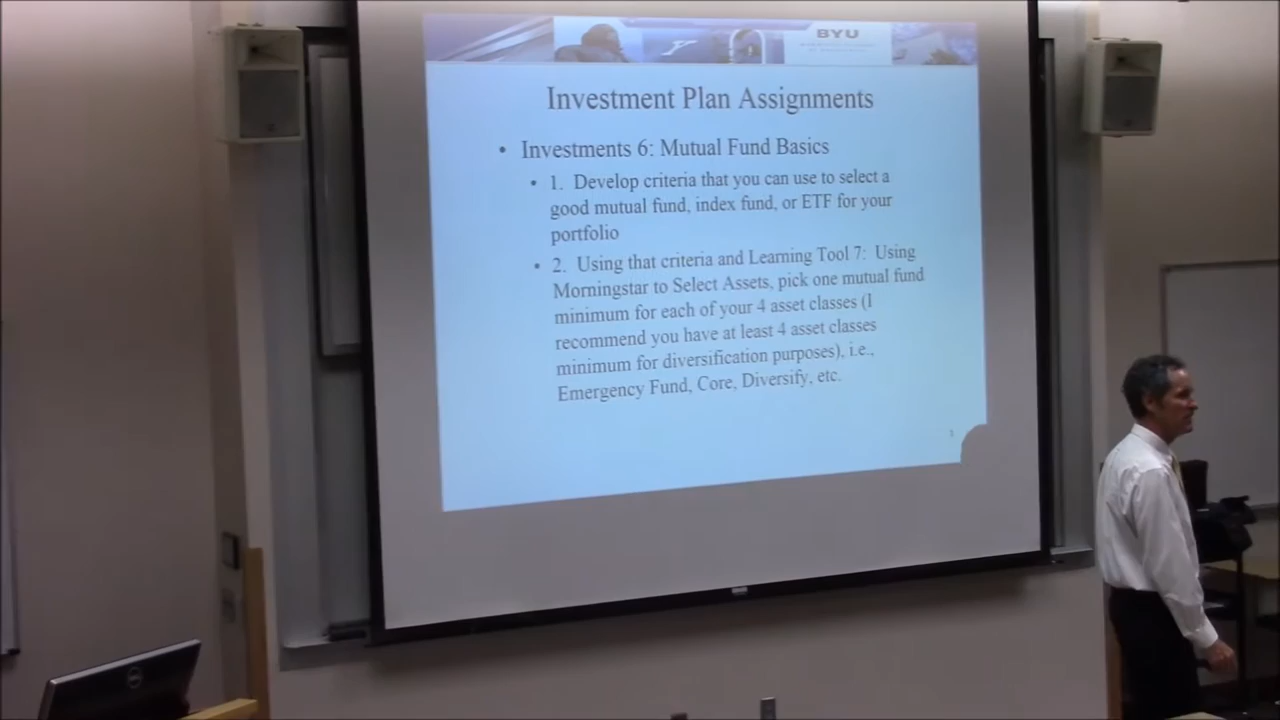 BYU
Investment Plan Assignments
• Investments 6: Mutual Fund Basics
• 1. Develop criteria that you can use to select a
good mutual fund, index fund, or ETF for your
portfolio
• 2. Using that criteria and Learning Tool 7: Using
Morningstar to Select Assets, pick one mutual fund
minimum for each of your 4 asset classes (I
recommend you have at least 4 asset classes
minimum for diversification purposes), i.e.,
Emergency Fund, Core, Diversify, etc.